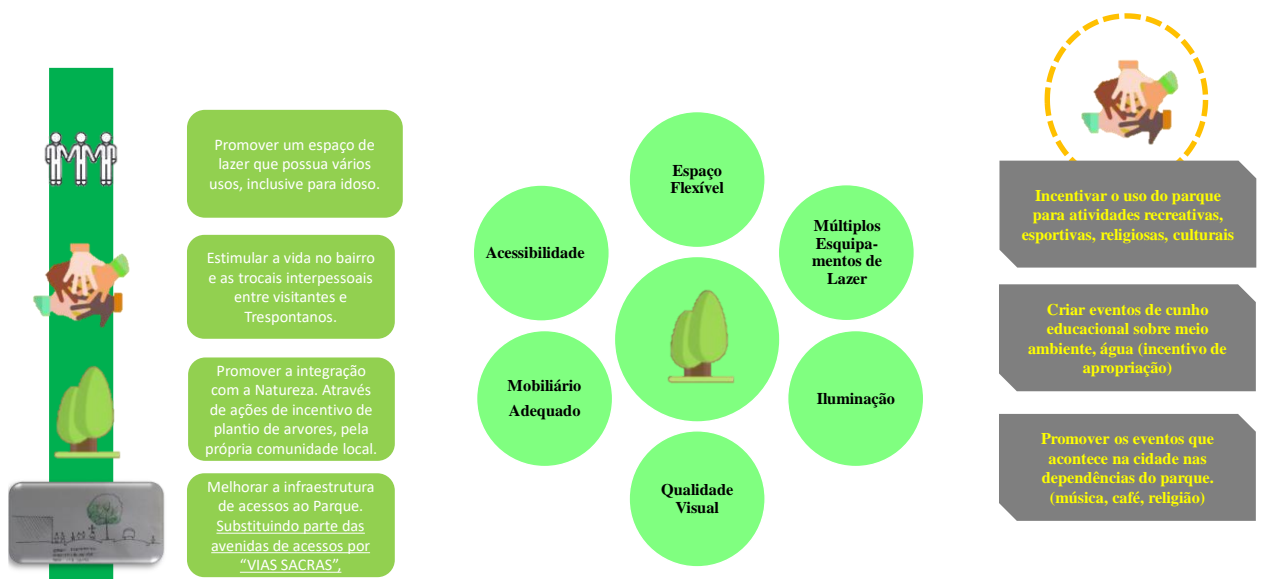 Promover um espaço de
lazer que possua vários
usos, inclusive para idoso.
Estimular a vida no bairro
e as trocais interpessoais
entre visitantes e
Trespontanos.
Promover a integração
com a Natureza. Através
de ações de incentivo de
plantio de arvores, pela
própria comunidade local.
Melhorar a infraestrutura
de acessos ao Parque.
Substituindo parte das
avenidas de acessos por
“VIAS SACRAS”,
Espaço
Flexível
Acessibilidade
Múltiplos
Esquipa-
mentos de
Lazer
Mobiliário
Adequado
Iluminação
Qualidade
Visual
Incentivar o uso do parque
para atividades recreativas,
esportivas, religiosas, culturais
Criar eventos de cunho
educacional sobre meio
ambiente, água (incentivo de
apropriação)
Promover os eventos que
acontece na cidade nas
dependências do parque.
(música, café, religião)